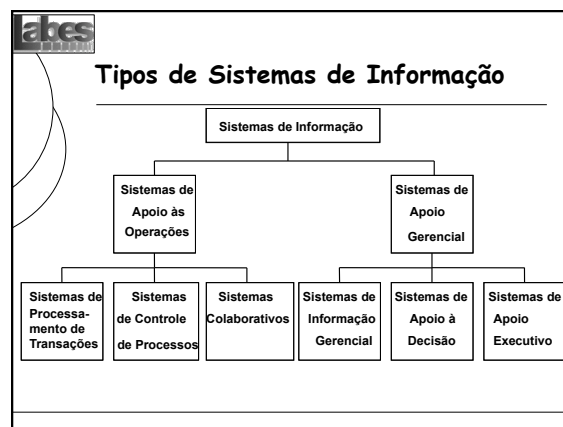 Labes
Tipos de Sistemas de Informação
Sistemas de Informação
Sistemas de
Apoio às
Operações
Sistemas de
Apoio
Gerencial
Sistemas de
Processa-
mento de
Transações
Sistemas
de Controle
de Processos
Sistemas
Colaborativos
Sistemas de
Informação
Gerencial
Sistemas de
Apoio à
Decisão
Sistemas de
Apoio
Executivo